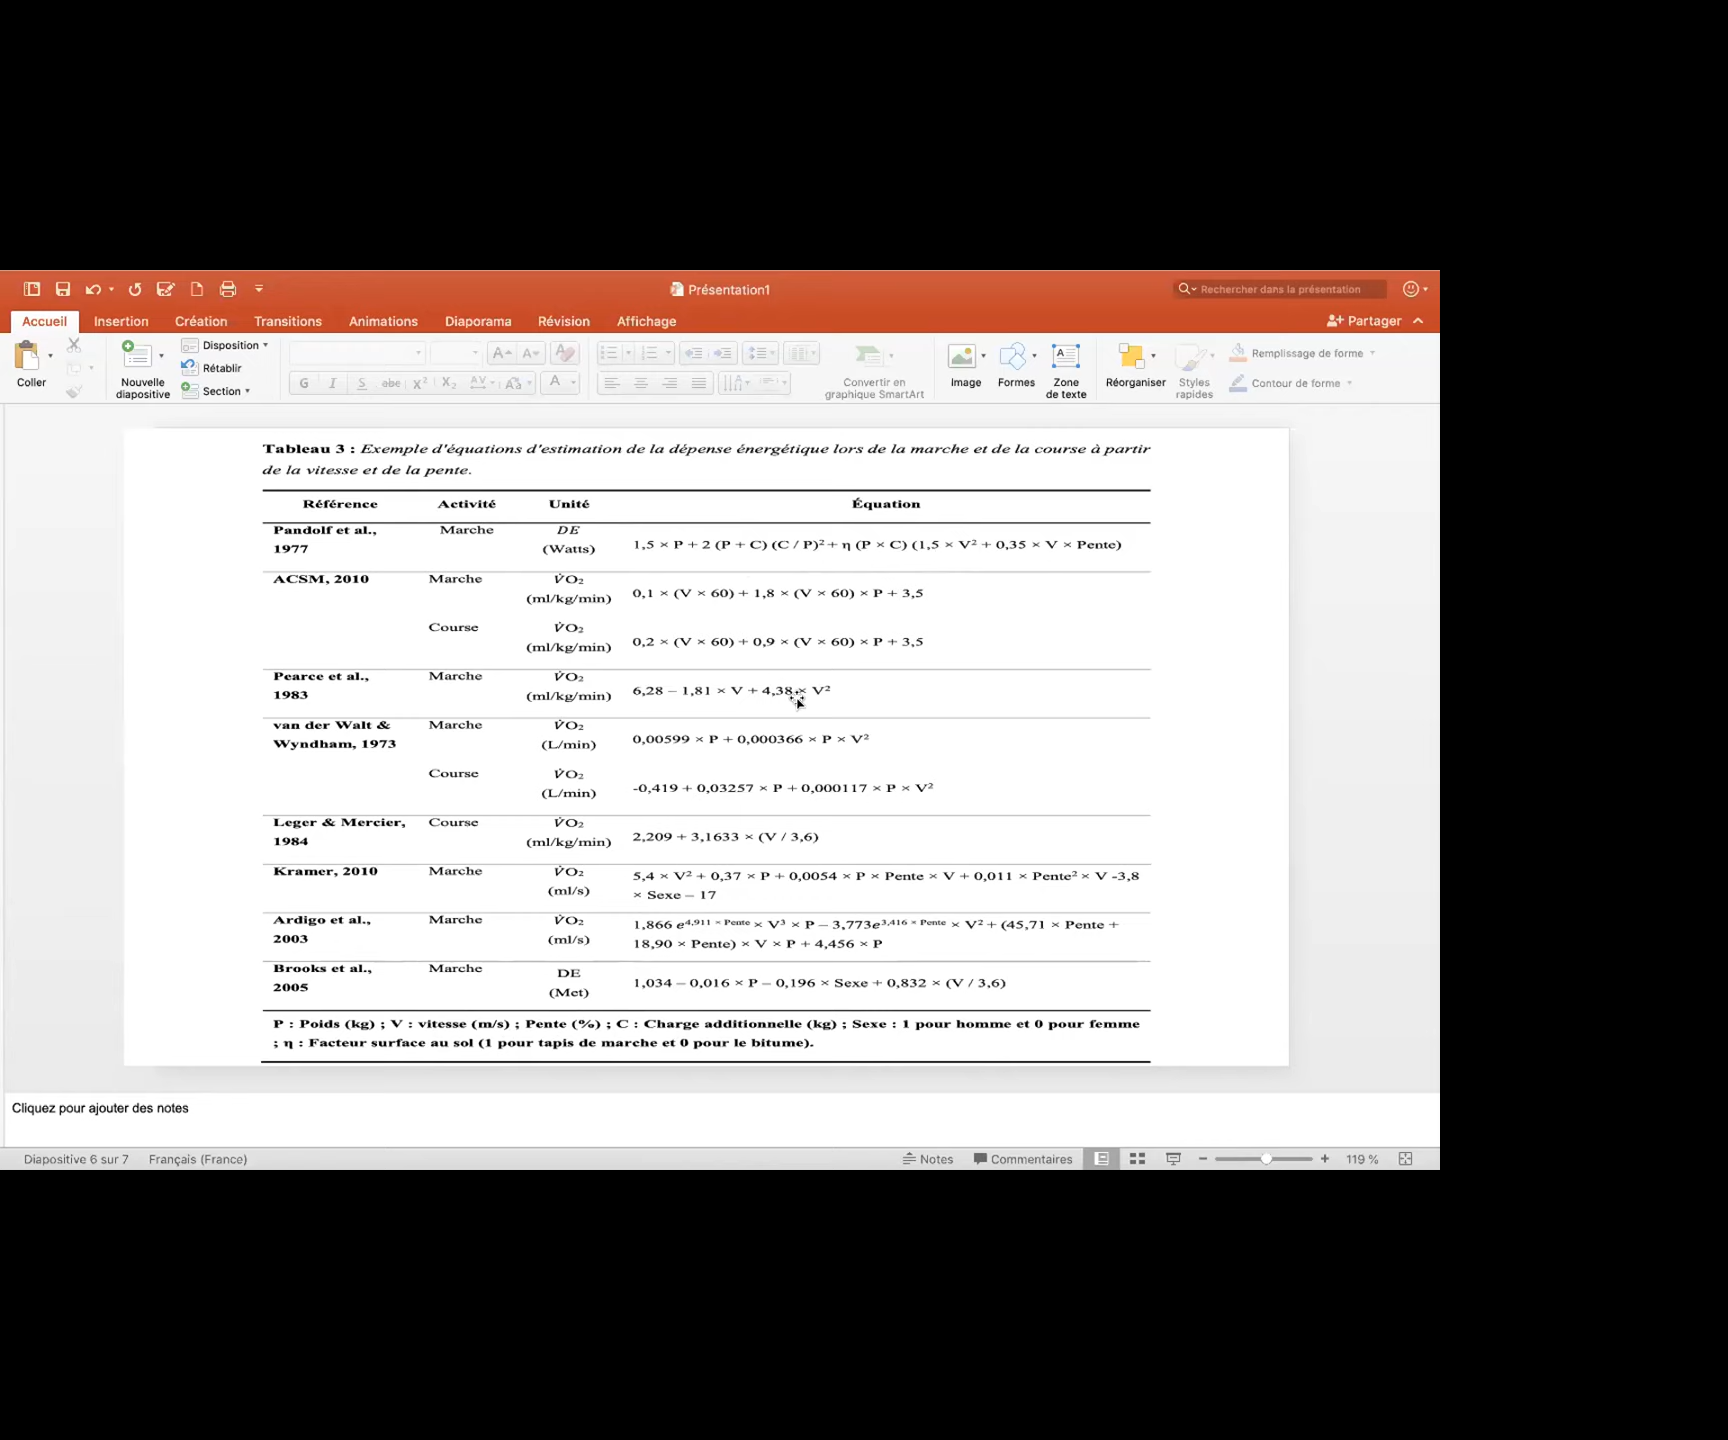 Présentation1
Rechercher dans la présentation
Accueil Insertion Création Transitions Animations Diaporama Révision Affichage
Partager
Coller
Nouvelle
diapositive
Disposition
Rétablir
Section
G I S abc X² X₂ AV Aa A
Convertir en
graphique SmartArt
Image
Formes
Zone
de texte
Réorganiser
Styles
rapides
Remplissage de forme
Contour de forme
Tableau 3 : Exemple d'équations d'estimation de la dépense énergétique lors de la marche et de la course à partir
de la vitesse et de la pente.
Référence Activité Unité Équation
Pandolf et al.,
1977
Marche
DE
(Watts)
1,5 × P + 2 (P + C) (C / P)² + η (P × C) (1,5 × V² + 0,35 × V × Pente)
ACSM, 2010
Marche
V̇O₂
(ml/kg/min)
0,1 × (V × 60) + 1,8 × (V × 60) × P + 3,5
Course
V̇O₂
(ml/kg/min)
0,2 × (V × 60) + 0,9 × (V × 60) × P + 3,5
Pearce et al.,
1983
Marche
V̇O₂
(ml/kg/min)
6,28 – 1,81 × V + 4,38 × V²
van der Walt &
Wyndham, 1973
Marche
V̇O₂
(L/min)
0,00599 × P + 0,000366 × P × V²
Course
V̇O₂
(L/min)
-0,419 + 0,03257 × P + 0,000117 × P × V²
Leger & Mercier,
1984
Course
V̇O₂
(ml/kg/min)
2,209 + 3,1633 × (V / 3,6)
Kramer, 2010
Marche
V̇O₂
(ml/s)
5,4 × V² + 0,37 × P + 0,0054 × P × Pente × V + 0,011 × Pente² × V -3,8
× Sexe – 17
Ardigo et al.,
2003
Marche
V̇O₂
(ml/s)
1,866 e^4,911 × Pente × V³ × P – 3,773e^3,416 × Pente × V² + (45,71 × Pente +
18,90 × Pente) × V × P + 4,456 × P
Brooks et al.,
2005
Marche
DE
(Met)
1,034 – 0,016 × P – 0,196 × Sexe + 0,832 × (V / 3,6)
P : Poids (kg) ; V : vitesse (m/s) ; Pente (%) ; C : Charge additionnelle (kg) ; Sexe : 1 pour homme et 0 pour femme
; η : Facteur surface au sol (1 pour tapis de marche et 0 pour le bitume).
Cliquez pour ajouter des notes
Diapositive 6 sur 7 Français (France) Notes Commentaires 119 %